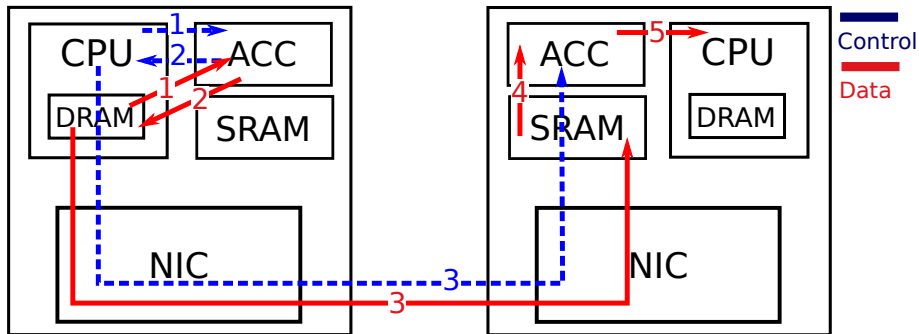 1
CPU
2
ACC
1
2
DRAM
SRAM
NIC
3
3
5
ACC
CPU
4
SRAM
DRAM
NIC
Control
Data